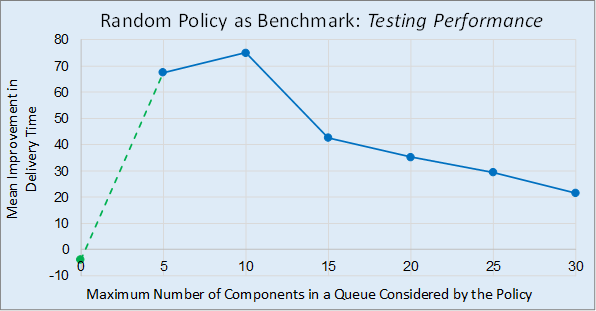 Random Policy as Benchmark: Testing Performance
80
70
60
50
40
30
20
10
0
-10
0 5 10 15 20 25 30
Mean Improvement in
Delivery Time
Maximum Number of Components in a Queue Considered by the Policy